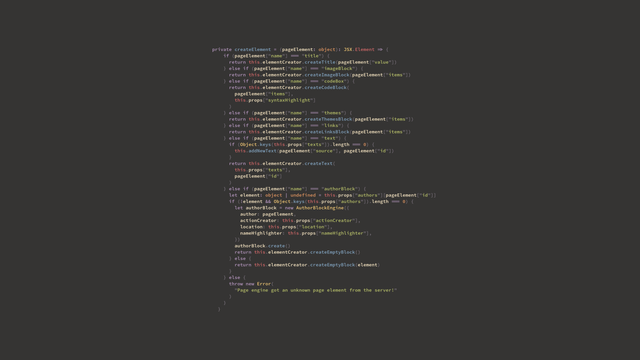 private createElement = (pageElement: object): JSX.Element => {
if (pageElement["name"] === "title") {
return this.elementCreator.createTitle(pageElement["value"])
} else if (pageElement["name"] === "imageBlock") {
return this.elementCreator.createImageBlock(pageElement["items"])
} else if (pageElement["name"] === "codeBox") {
return this.elementCreator.createCodeBlock(
pageElement["items"],
this.props["syntaxHighlight"]
)
} else if (pageElement["name"] === "themes") {
return this.elementCreator.createThemesBlock(pageElement["items"])
} else if (pageElement["name"] === "links") {
return this.elementCreator.createLinksBlock(pageElement["items"])
} else if (pageElement["name"] === "text") {
if (Object.keys(this.props["texts"]).length === 0) {
this.addNewText(pageElement["source"], pageElement["id"])
}
return this.elementCreator.createText(
this.props["texts"],
pageElement["id"]
)
} else if (pageElement["name"] === "authorBlock") {
let element: object | undefined = this.props["authors"][pageElement["id"]]
if (!element && Object.keys(this.props["authors"]).length === 0) {
let authorBlock = new AuthorBlockEngine({
author: pageElement,
actionCreator: this.props["actionCreator"],
location: this.props["location"],
nameHighlighter: this.props["nameHighlighter"],
})
authorBlock.create()
return this.elementCreator.createEmptyBlock()
} else {
return this.elementCreator.createEmptyBlock(element)
}
} else {
throw new Error(
"Page engine got an unknown page element from the server!"
)
}
}